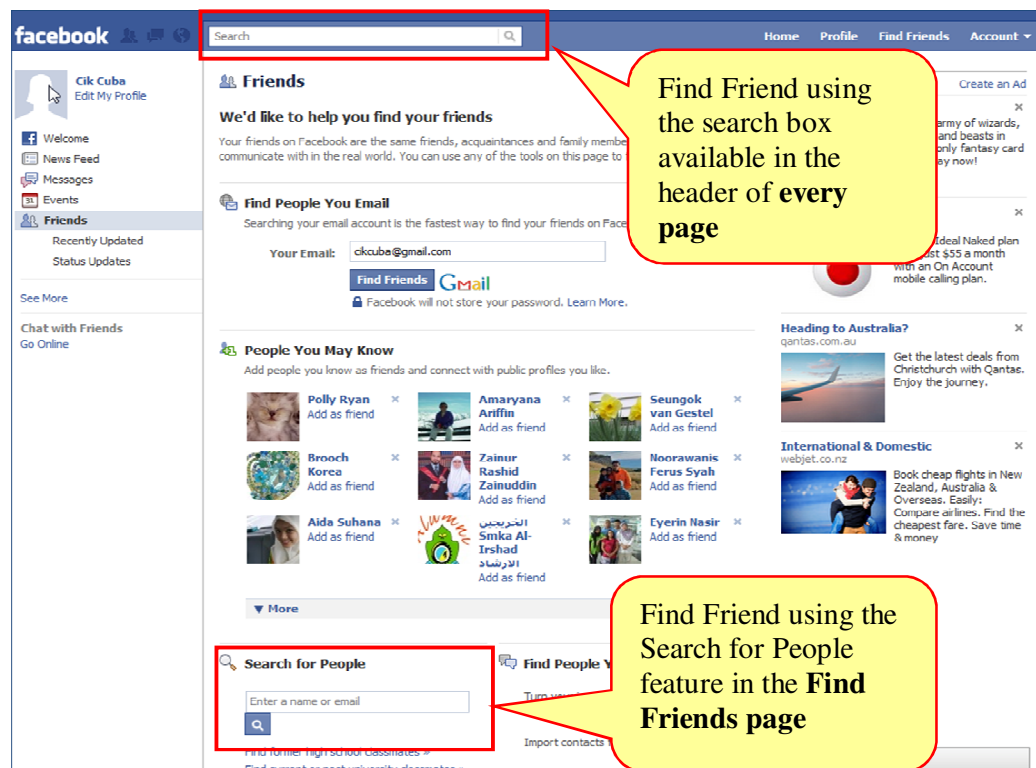 facebook
Search
Home Profile Find Friends Account
Cik Cuba
Edit My Profile
Welcome
News Feed
Messages
31 Events
Friends
Recently Updated
Status Updates
See More
Chat with Friends
Go Online
Friends
We'd like to help you find your friends
Your friends on Facebook are the same friends, acquaintances and family
communicate with in the real world. You can use any of the tools on this page to
Find People You Email
Searching your email account is the fastest way to find your friends on
Your Email: cikcuba@gmail.com
Find Friends Gmail
Facebook will not store your password. Learn More.
People You May Know
Add people you know as friends and connect with public profiles you like.
Polly Ryan
Add as friend
Amaryana
Ariffin
Add as friend
Seungok
van Gestel
Add as friend
Brooch
Korea
Add as friend
Zainur
Rashid
Zainuddin
Add as friend
Noorawanis
Ferus Syah
Add as friend
Aida Suhana
Add as friend
الخريجين
Smka Al-
Irshad
الارشاد
Add as friend
Eyerin Nasir
Add as friend
More
Search for People
Enter a name or email
Find former high school classmates »
Find People
Import contacts
Find Friend using
the search box
available in the
header of every
page
Find Friend using the
Search for People
feature in the Find
Friends page
Create an Ad
army of wizards,
and beasts in
only fantasy card
now!
Ideal Naked plan
$55 a month
with an On Account
mobile calling plan.
Heading to Australia?
qantas.com.au
Get the latest deals from
Christchurch with Qantas.
Enjoy the journey.
International & Domestic
webjet.co.nz
Book cheap flights in New
Zealand, Australia &
Overseas. Easily:
Compare airlines. Find the
cheapest fare. Save time
& money